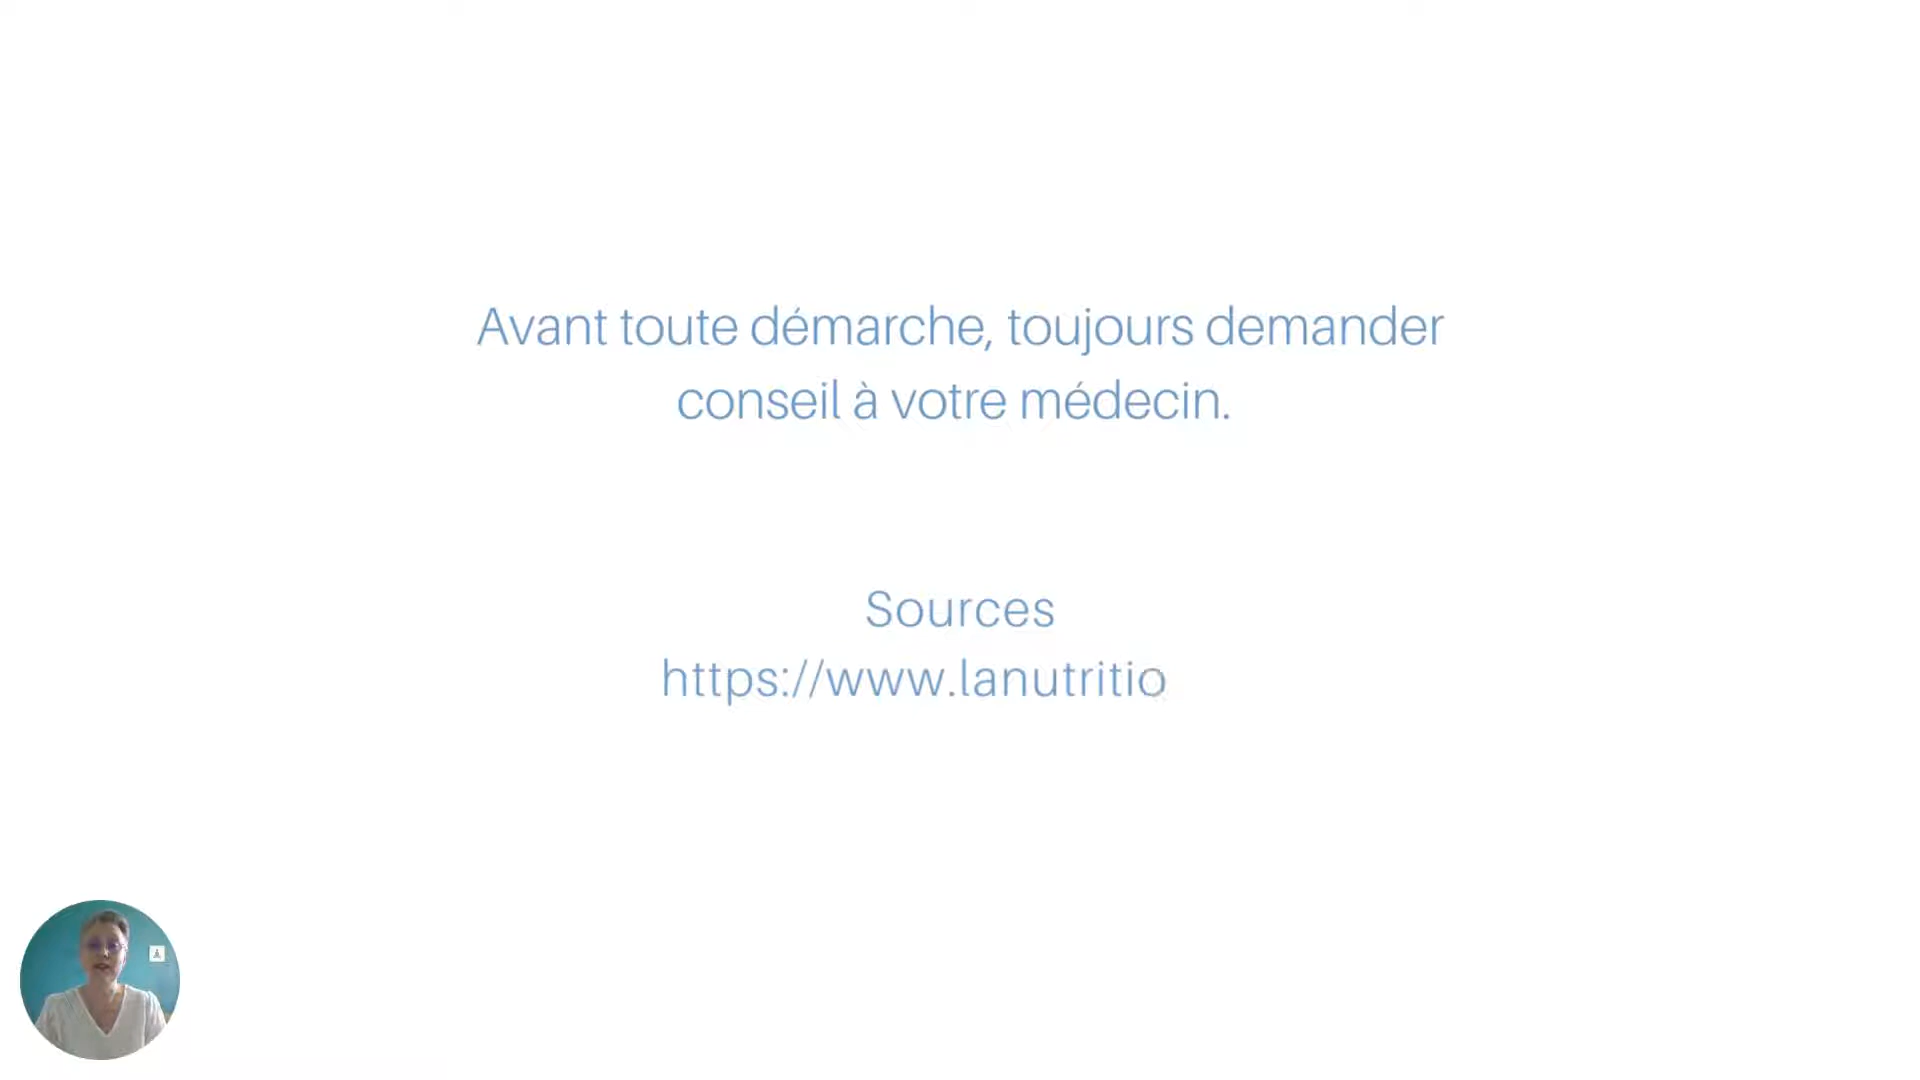 Avant toute démarche, toujours demander
conseil à votre médecin.
Sources
https://www.lanutritio